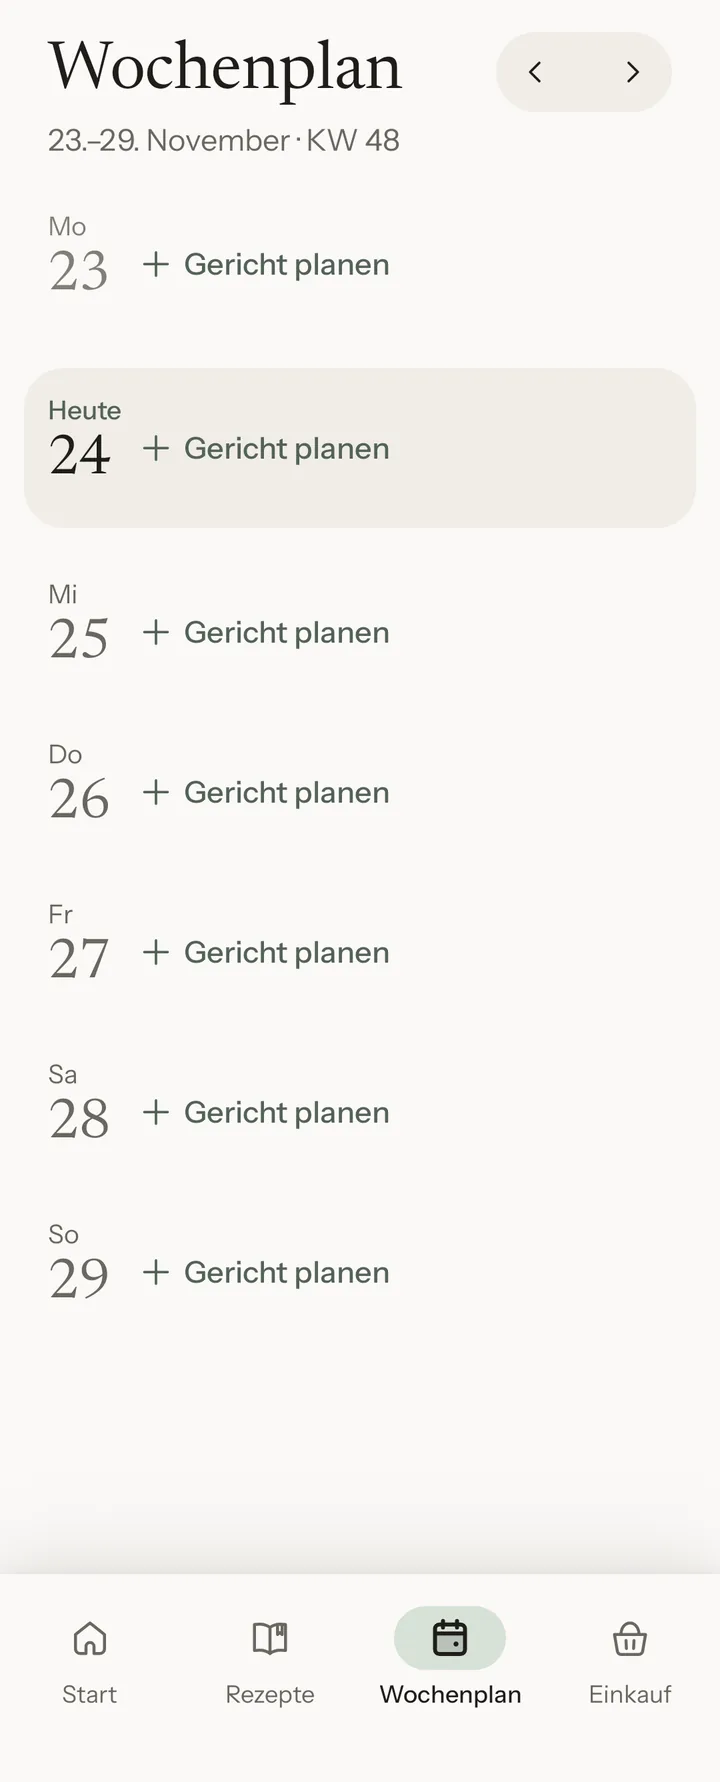 Wochenplan
23.–29. November · KW 48
Mo
23
Gericht planen
Heute
24
Gericht planen
Mi
25
Gericht planen
Do
26
Gericht planen
Fr
27
Gericht planen
Sa
28
Gericht planen
So
29
Gericht planen
Start
Rezepte
Wochenplan
Einkauf